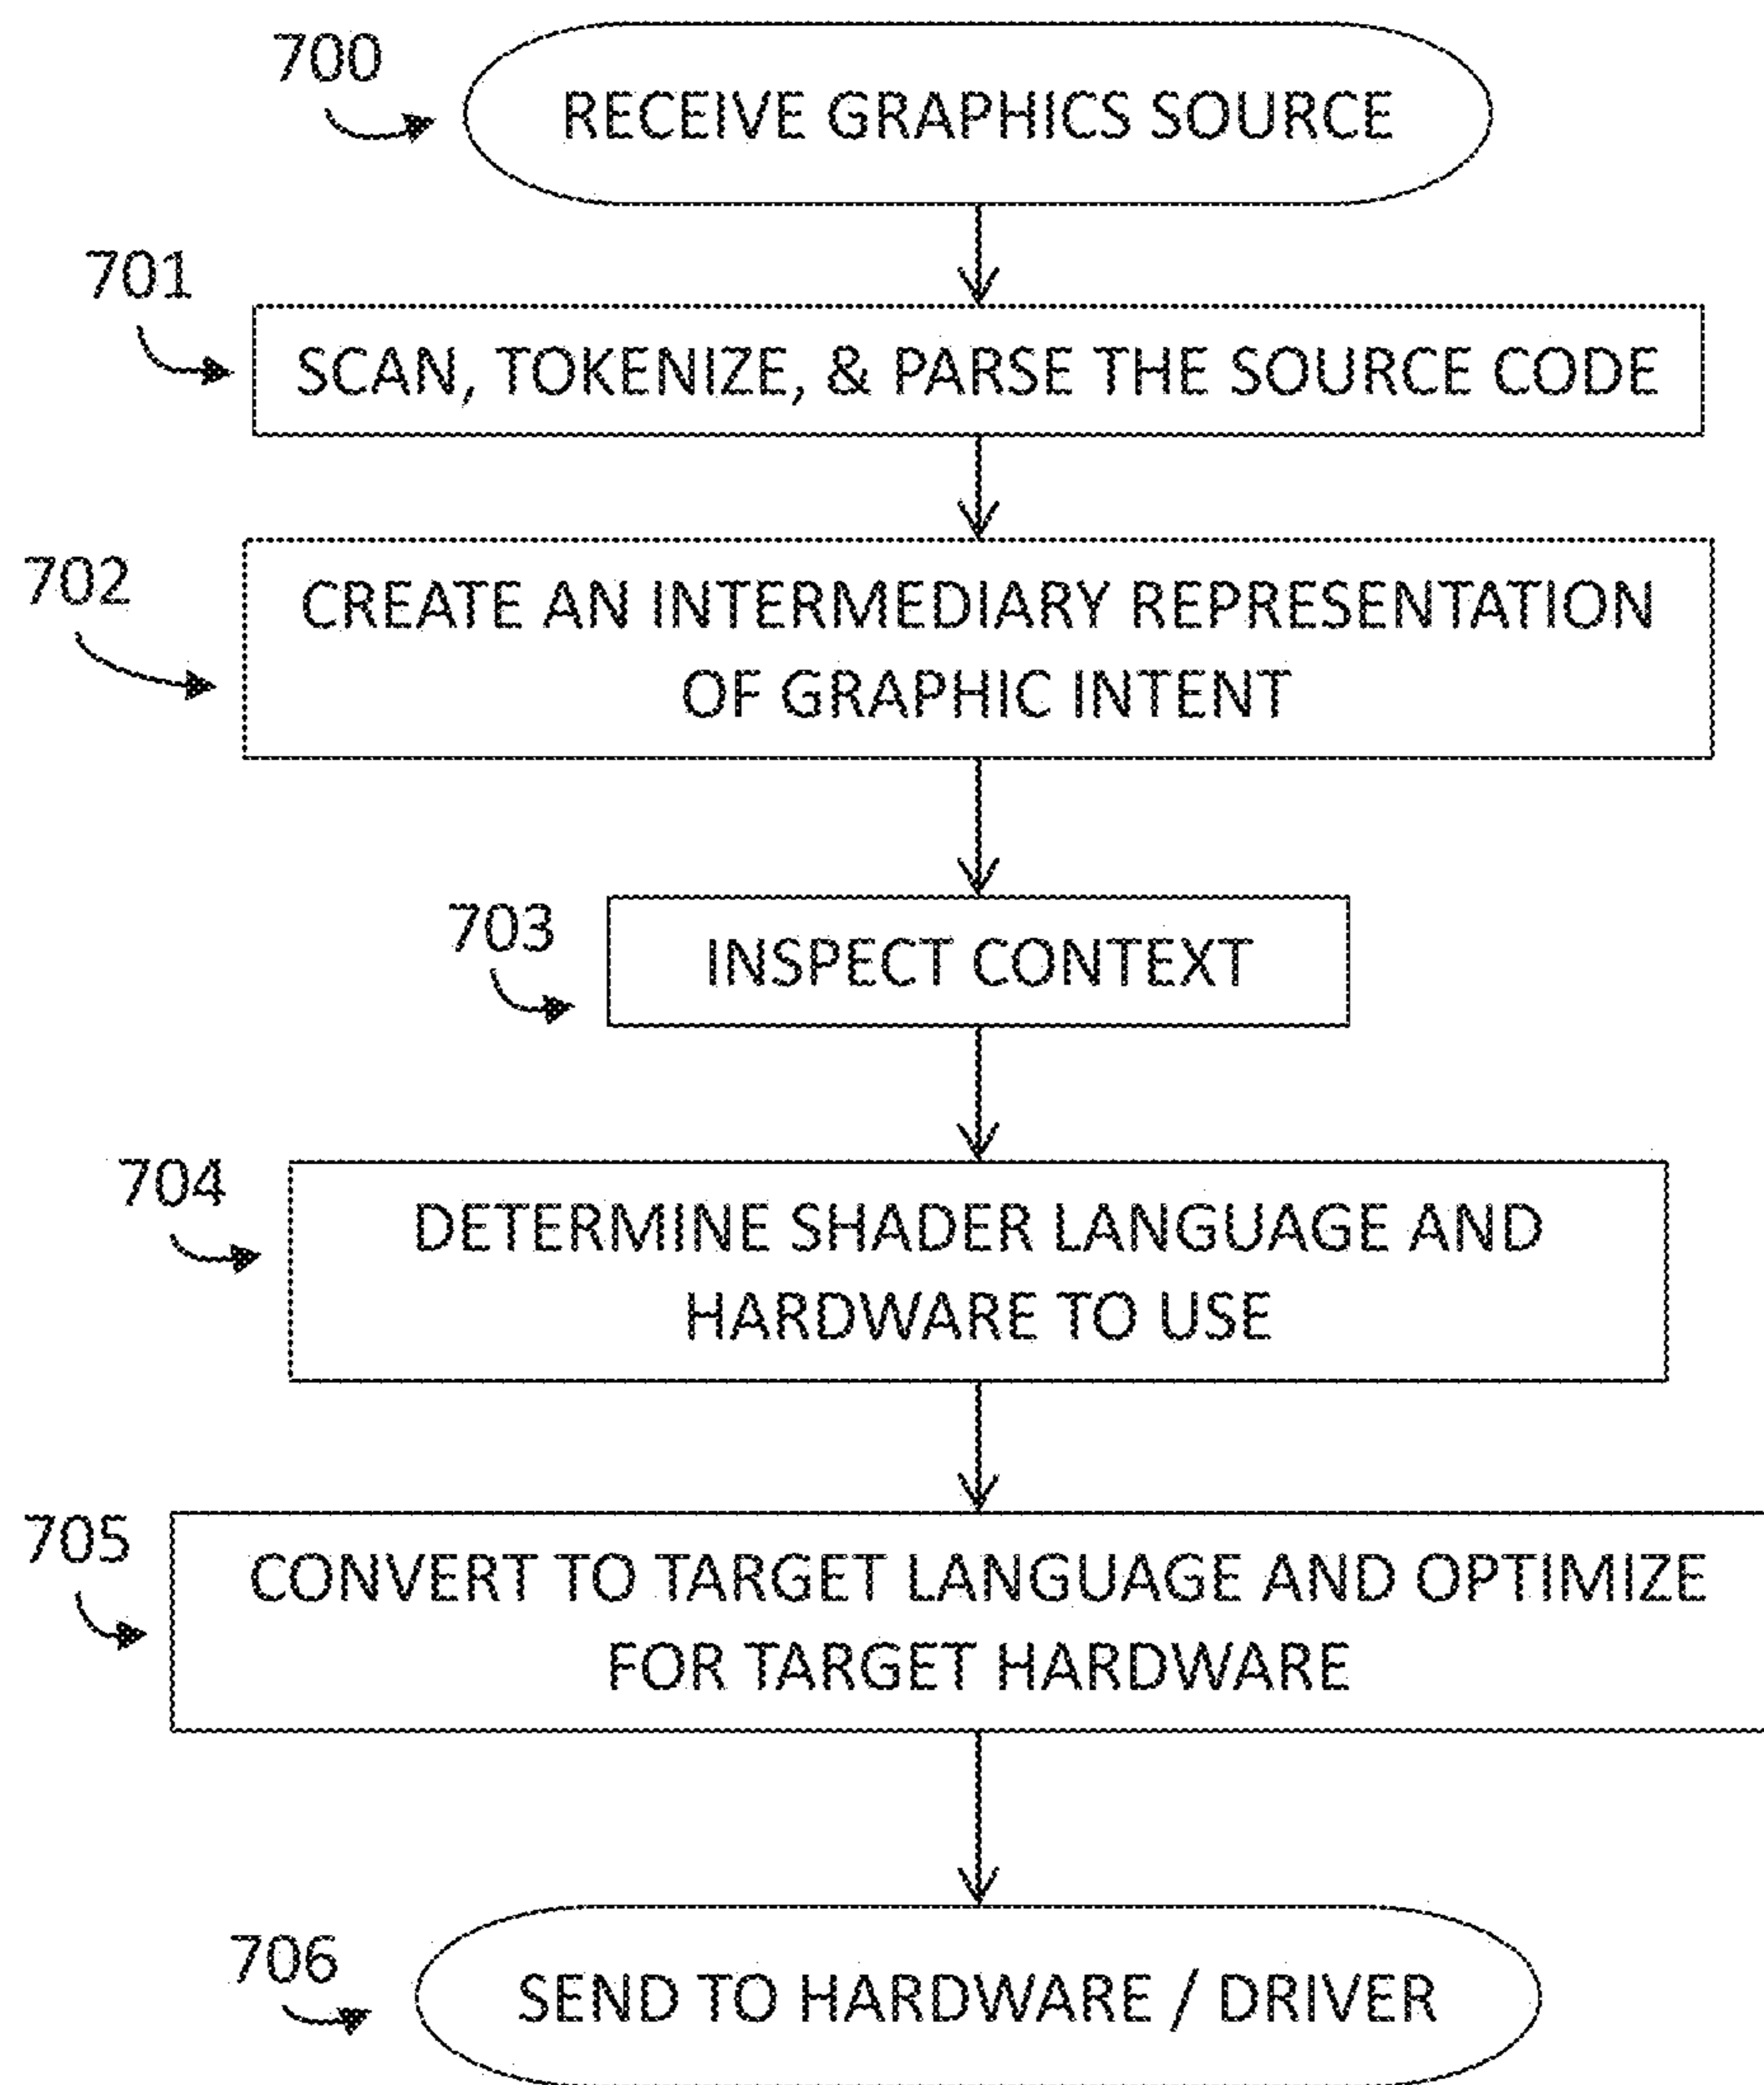 700
RECEIVE GRAPHICS SOURCE
701
SCAN, TOKENIZE, & PARSE THE SOURCE CODE
702
CREATE AN INTERMEDIARY REPRESENTATION
OF GRAPHIC INTENT
703
INSPECT CONTEXT
704
DETERMINE SHADER LANGUAGE AND
HARDWARE TO USE
705
CONVERT TO TARGET LANGUAGE AND OPTIMIZE
FOR TARGET HARDWARE
706
SEND TO HARDWARE / DRIVER